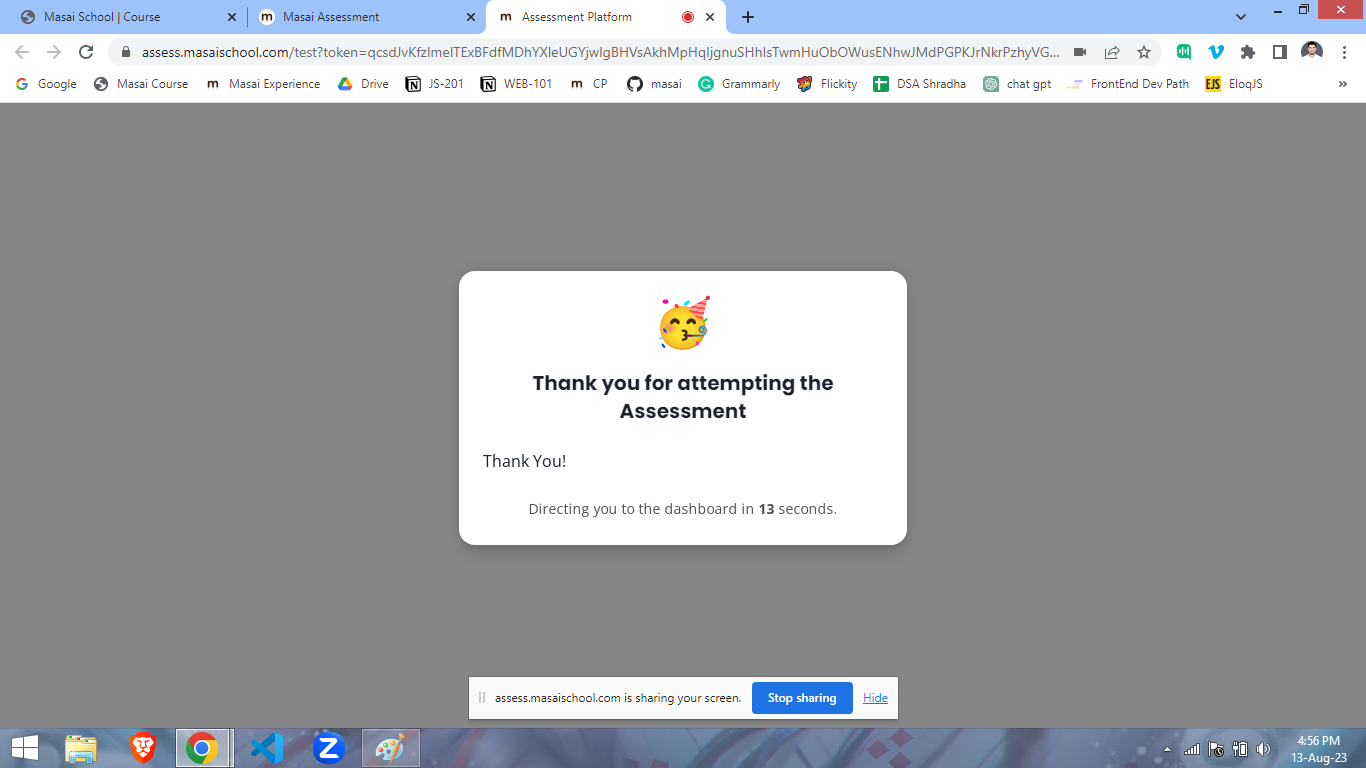 Masai School | Course
Masai Assessment
Assessment Platform
assess.masaischool.com/test?token=qcsdJvKfzlmelTExBFdfMDhYXIeUGYjwlgBHVsAkhMpHqIjgnuSHhIsTwmHuObOWusENhwJMdPGPKJrNkrPzhyVG...
Google
Masai Course
Masai Experience
Drive
JS-201
WEB-101
CP
masai
Grammarly
Flickity
DSA Shradha
chat gpt
FrontEnd Dev Path
EJS
EloqJS
»
Thank you for attempting the
Assessment
Thank You!
Directing you to the dashboard in 13 seconds.
assess.masaischool.com is sharing your screen.
Stop sharing
Hide
4:56 PM
13-Aug-23